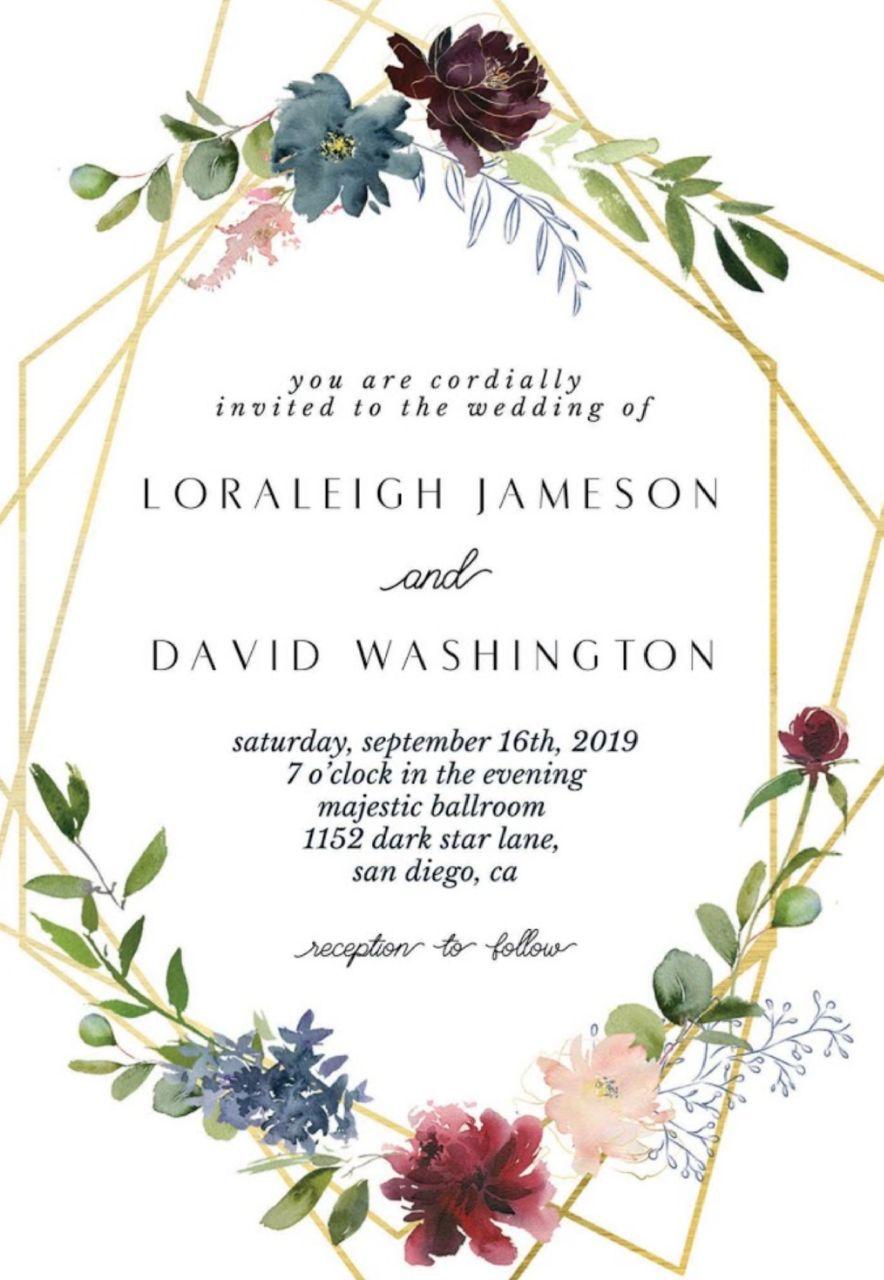 you are cordially
invited to the wedding of
LORALEIGH JAMESON
and
DAVID WASHINGTON
saturday, september 16th, 2019
7 o’clock in the evening
majestic ballroom
1152 dark star lane,
san diego, ca
reception to follow